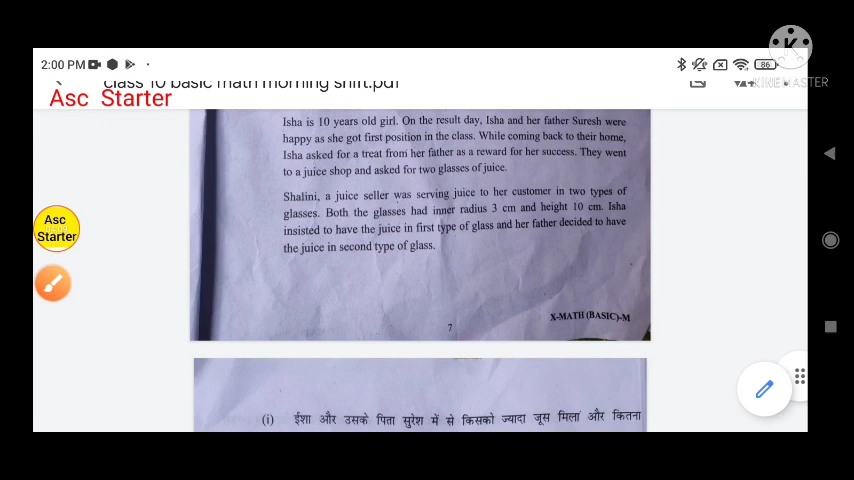 2:00 PM
86
KINEMASTER
class 10 basic math morning shift.pdf
Asc Starter
Isha is 10 years old girl. On the result day, Isha and her father Suresh were
happy as she got first position in the class. While coming back to their home,
Isha asked for a treat from her father as a reward for her success. They went
to a juice shop and asked for two glasses of juice.
Shalini, a juice seller was serving juice to her customer in two types of
glasses. Both the glasses had inner radius 3 cm and height 10 cm. Isha
insisted to have the juice in first type of glass and her father decided to have
the juice in second type of glass.
Asc
Starter
X-MATH (BASIC)-M
7
(i) ईशा और उसके पिता सुरेश में से किसको ज्यादा जूस मिला और कितना